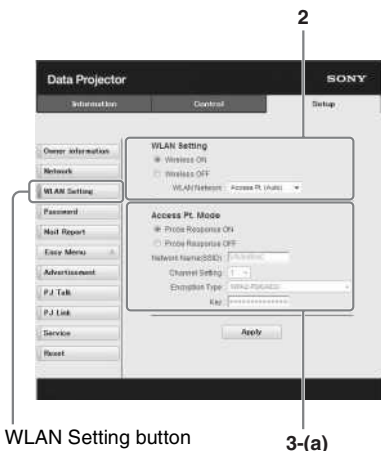 2
Data Projector
SONY
Information Control Setup
Owner information
Network
WLAN Setting
Password
Mail Report
Easy Menu
Advertisement
PJ Talk
PJ Link
Service
Reset
WLAN Setting
Wireless ON
Wireless OFF
WLAN Network : Access Pt. (Auto)
Access Pt. Mode
Probe Response ON
Probe Response OFF
Network Name(SSID) :
Channel Setting : 1
Encryption Type :
Key : ****************
Apply
WLAN Setting button
3-(a)